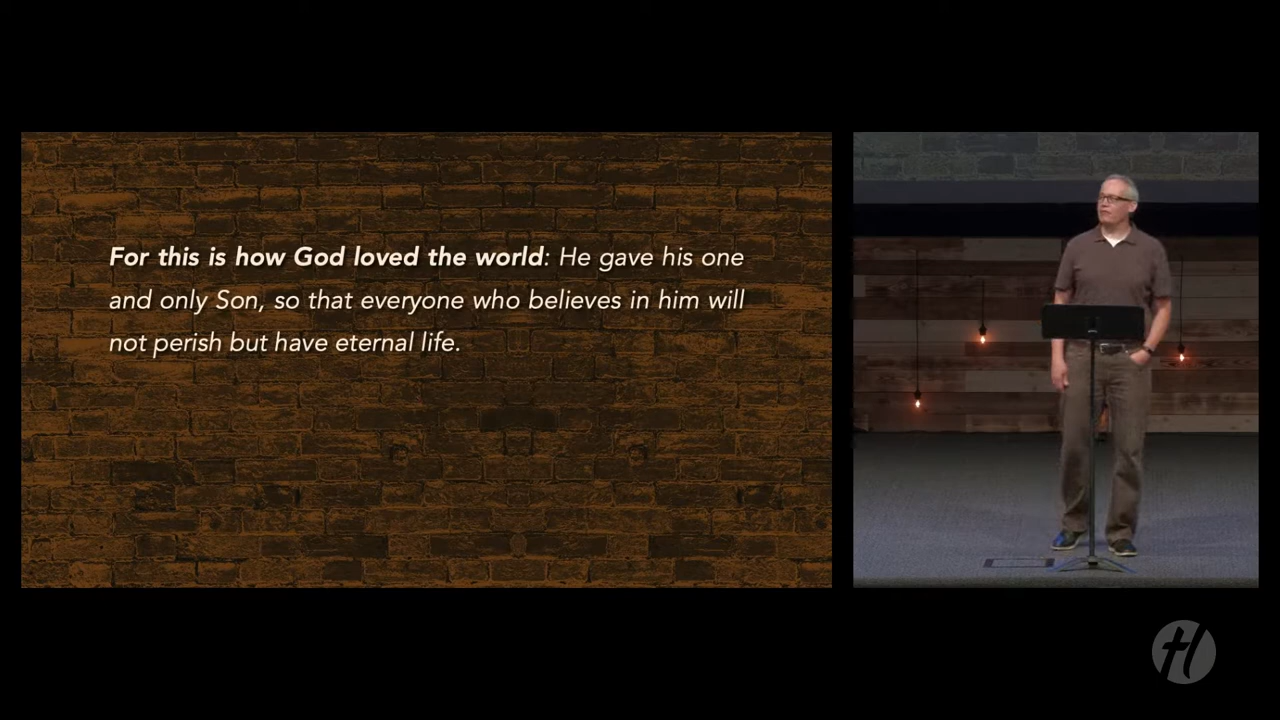 For this is how God loved the world: He gave his one
and only Son, so that everyone who believes in him will
not perish but have eternal life.